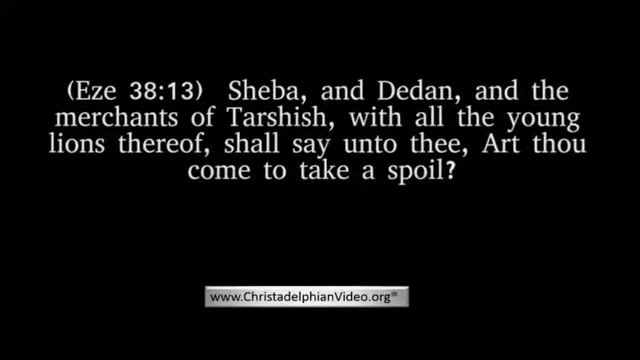 (Eze 38:13)  Sheba, and Dedan, and the
merchants of Tarshish, with all the young
lions thereof, shall say unto thee, Art thou
come to take a spoil?
www.ChristadelphianVideo.org®